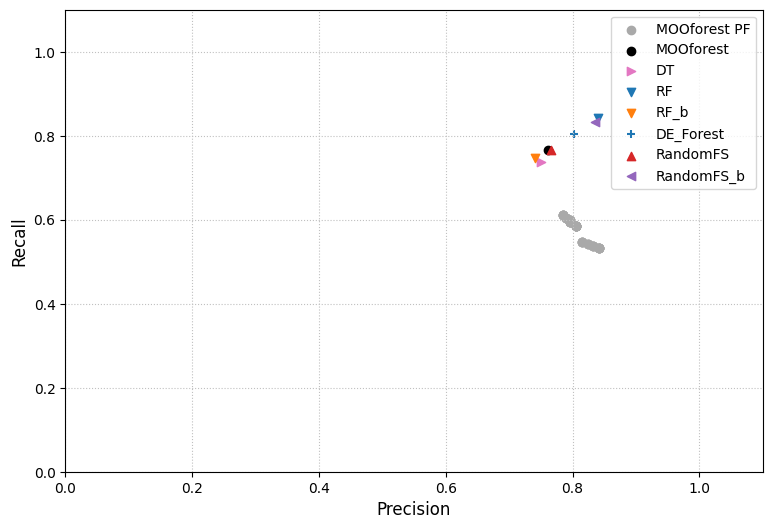 MOOforest PF
MOOforest
DT
RF
RF_b
DE_Forest
RandomFS
RandomFS_b
1.0
0.8
0.6
0.4
0.2
0.0
Recall
0.0 0.2 0.4 0.6 0.8 1.0
Precision